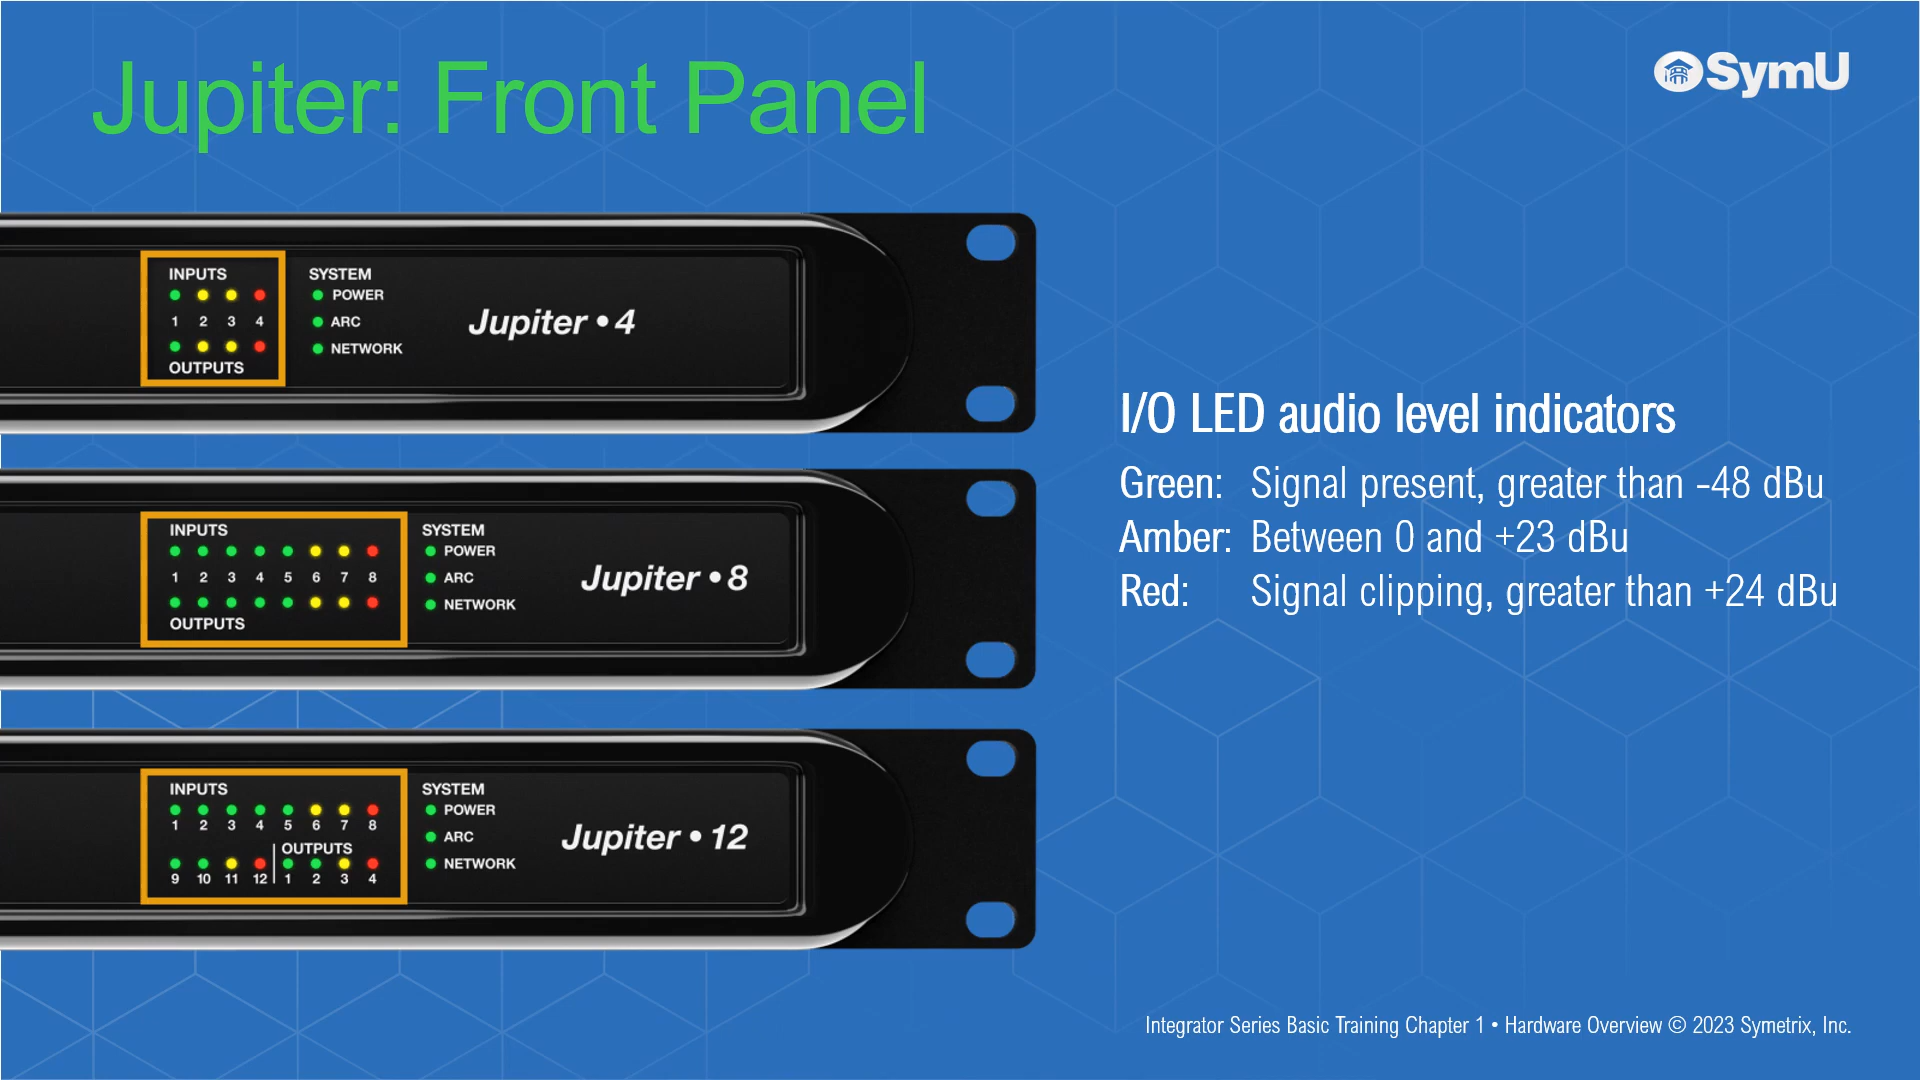 Jupiter: Front Panel
SymU
INPUTS
1 2 3 4
OUTPUTS
SYSTEM
POWER
ARC
NETWORK
Jupiter • 4
INPUTS
1 2 3 4 5 6 7 8
OUTPUTS
SYSTEM
POWER
ARC
NETWORK
Jupiter • 8
INPUTS
1 2 3 4 5 6 7 8
OUTPUTS
9 10 11 12 1 2 3 4
SYSTEM
POWER
ARC
NETWORK
Jupiter • 12
I/O LED audio level indicators
Green: Signal present, greater than -48 dBu
Amber: Between 0 and +23 dBu
Red: Signal clipping, greater than +24 dBu
Integrator Series Basic Training Chapter 1 • Hardware Overview © 2023 Symetrix, Inc.